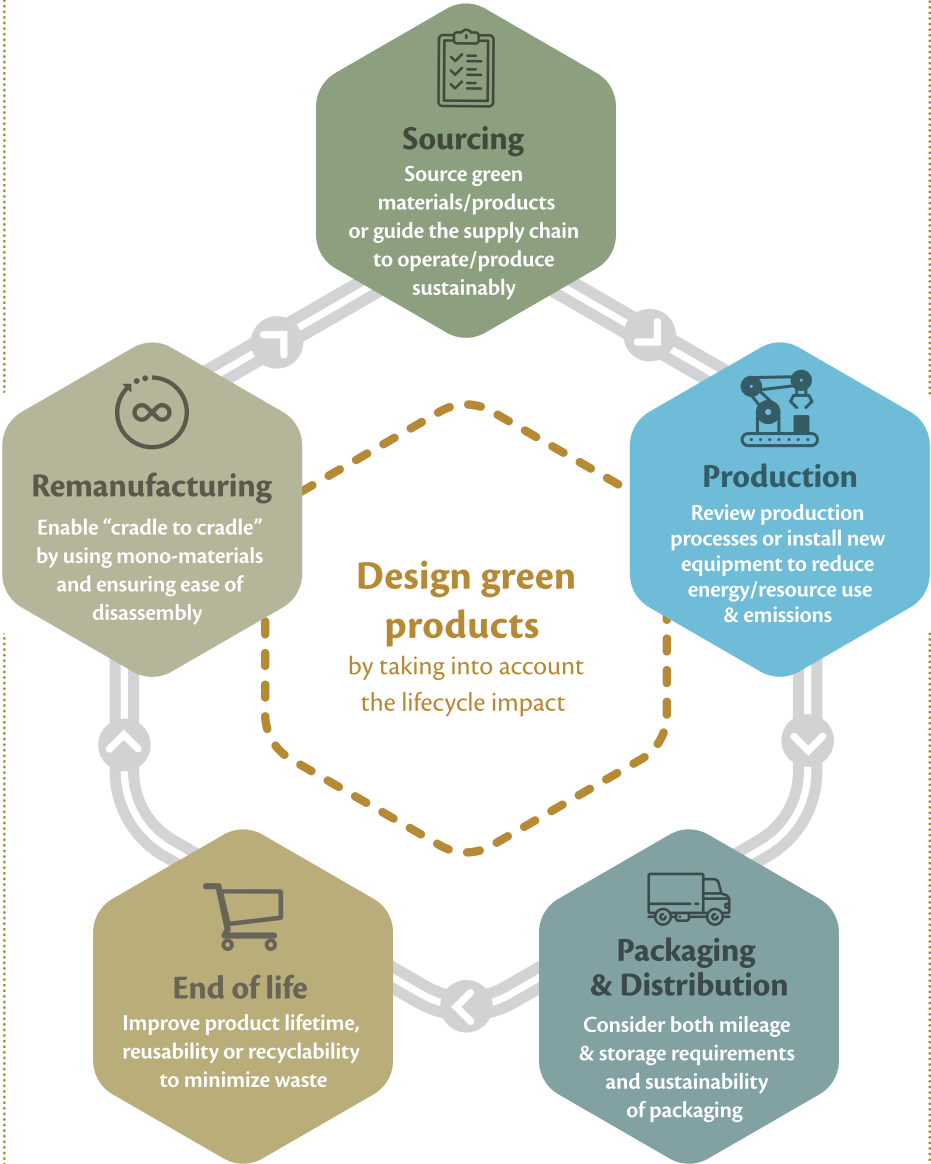 Sourcing
Source green
materials/products
or guide the supply chain
to operate/produce
sustainably
Production
Review production
processes or install new
equipment to reduce
energy/resource use
& emissions
Packaging
& Distribution
Consider both mileage
& storage requirements
and sustainability
of packaging
End of life
Improve product lifetime,
reusability or recyclability
to minimize waste
Remanufacturing
Enable “cradle to cradle”
by using mono-materials
and ensuring ease of
disassembly
Design green
products
by taking into account
the lifecycle impact